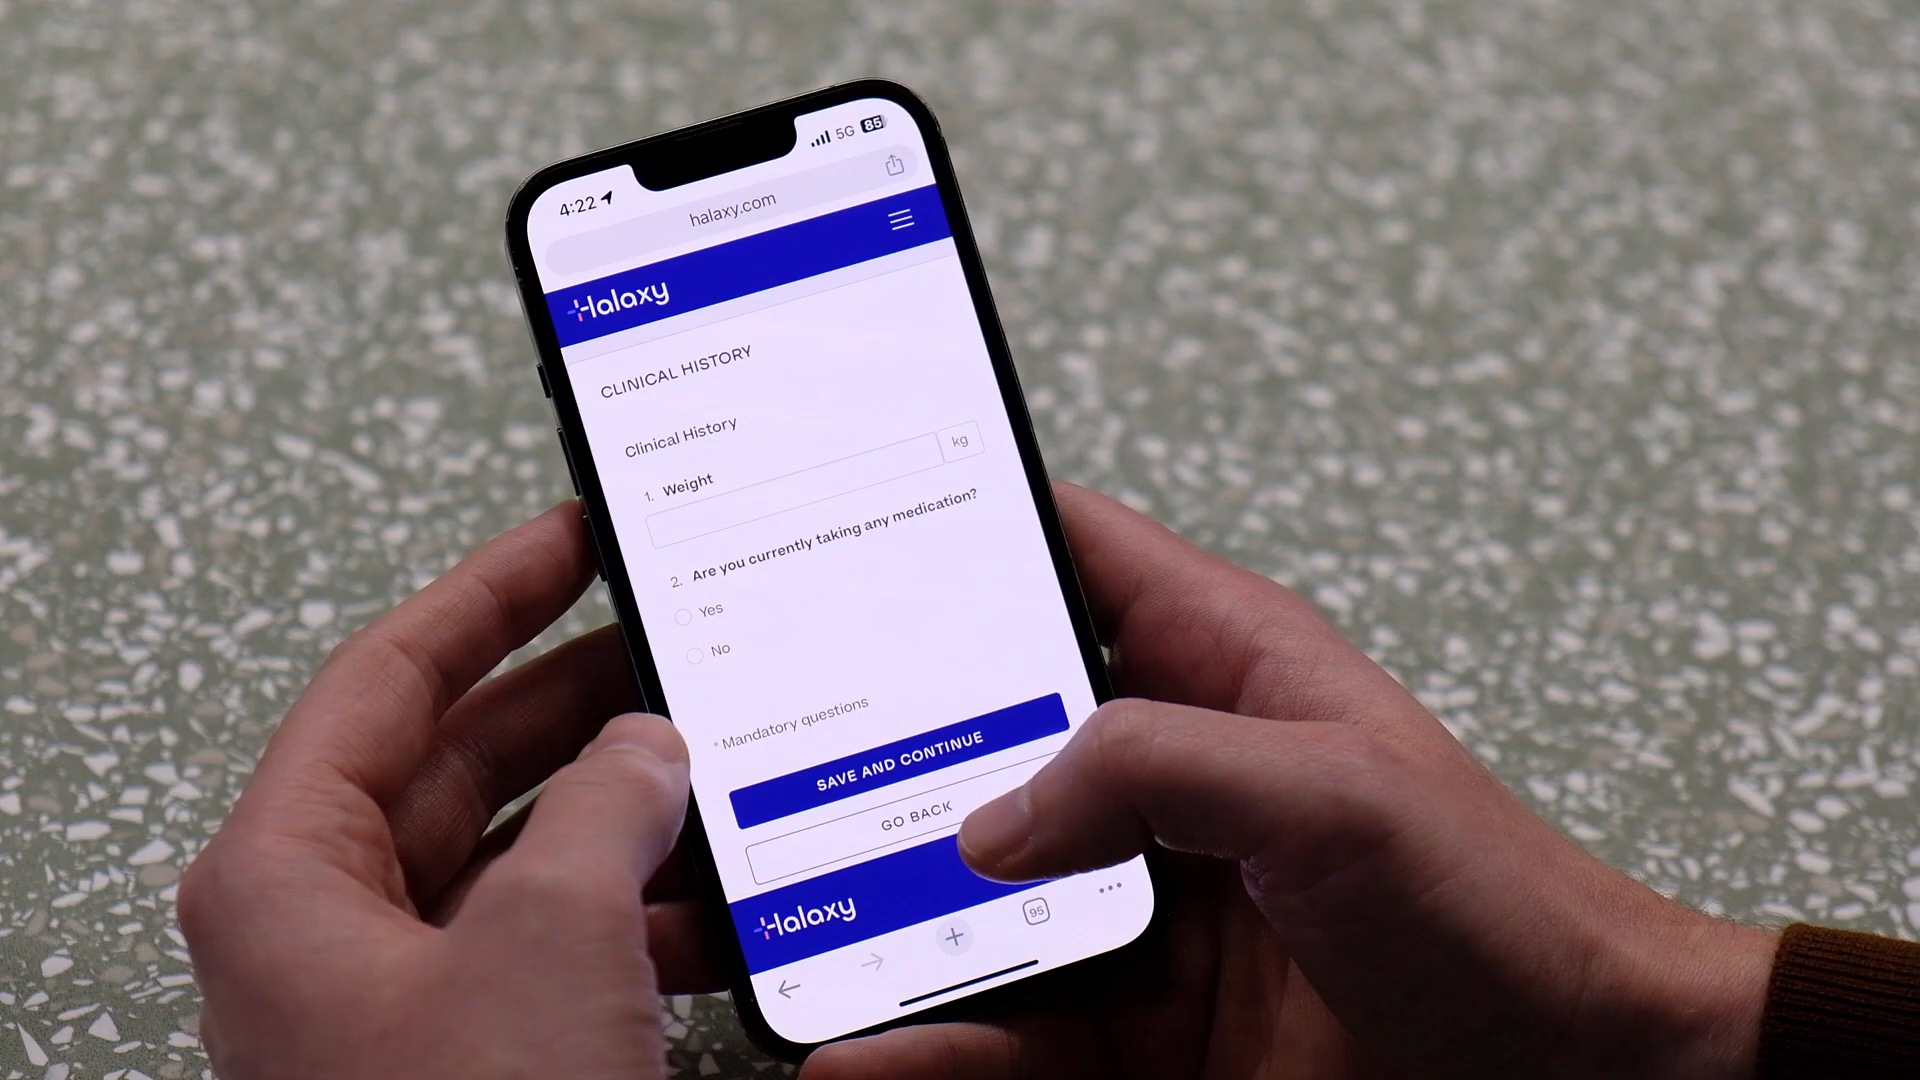 4:22
5G 85
halaxy.com
Halaxy
CLINICAL HISTORY
Clinical History
1. Weight
kg
2. Are you currently taking any medication?
Yes
No
* Mandatory questions
SAVE AND CONTINUE
GO BACK
Halaxy
95